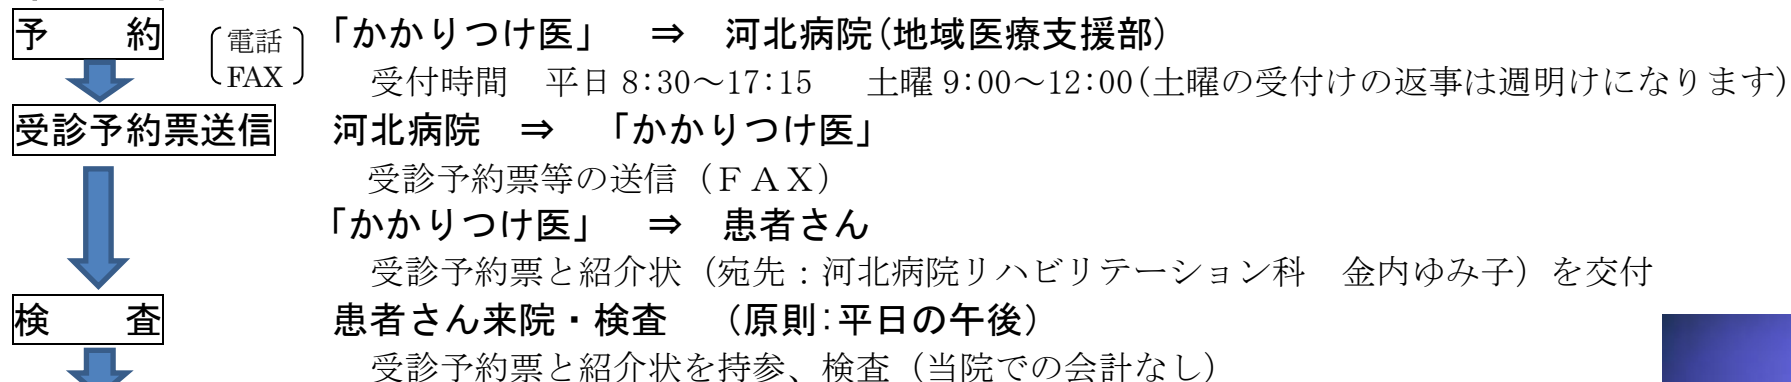 予　　約　（電話 FAX）　「かかりつけ医」　⇒　河北病院(地域医療支援部)
受付時間　平日 8:30～17:15　土曜 9:00～12:00(土曜の受付けの返事は週明けになります)
受診予約票送信　河北病院　⇒　「かかりつけ医」
受診予約票等の送信（ＦＡＸ）
「かかりつけ医」　⇒　患者さん
受診予約票と紹介状（宛先：河北病院リハビリテーション科　金内ゆみ子）を交付
検　　査　患者さん来院・検査　（原則:平日の午後）
受診予約票と紹介状を持参、検査（当院での会計なし）